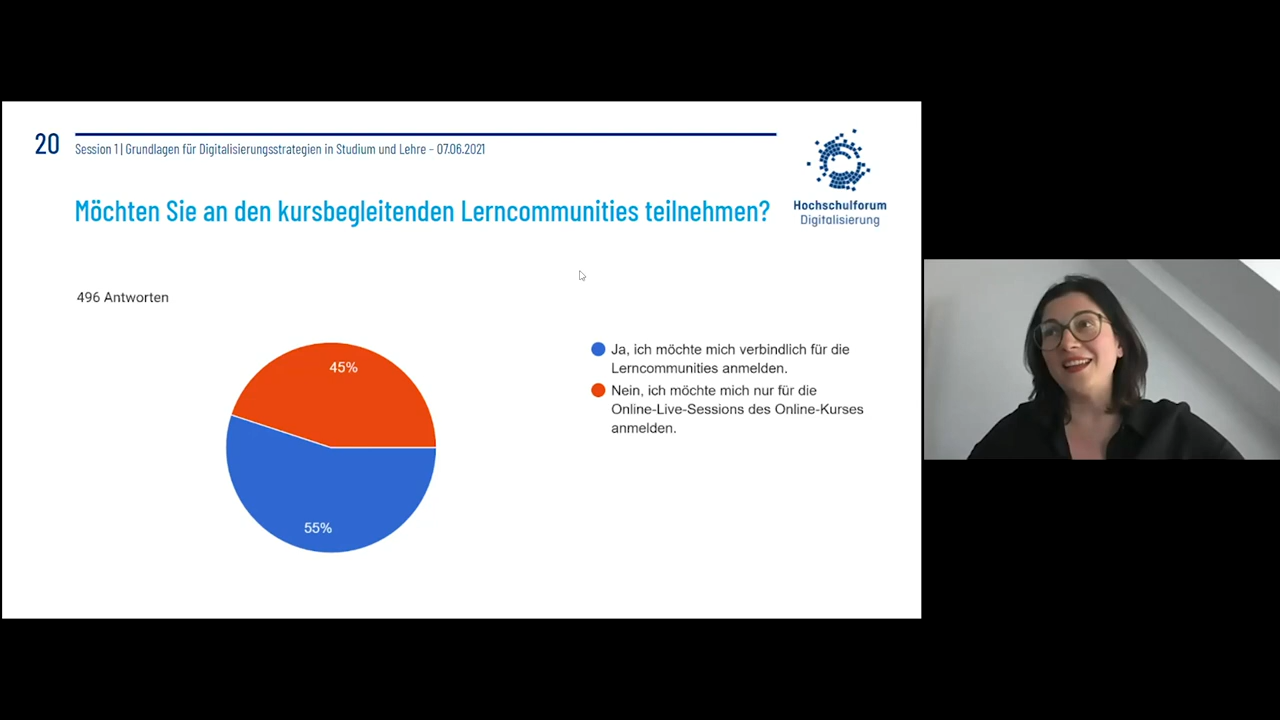 20
Session 1 | Grundlagen für Digitalisierungsstrategien in Studium und Lehre – 07.06.2021
Hochschulforum
Digitalisierung
Möchten Sie an den kursbegleitenden Lerncommunities teilnehmen?
496 Antworten
45%
55%
Ja, ich möchte mich verbindlich für die
Lerncommunities anmelden.
Nein, ich möchte mich nur für die
Online-Live-Sessions des Online-Kurses
anmelden.